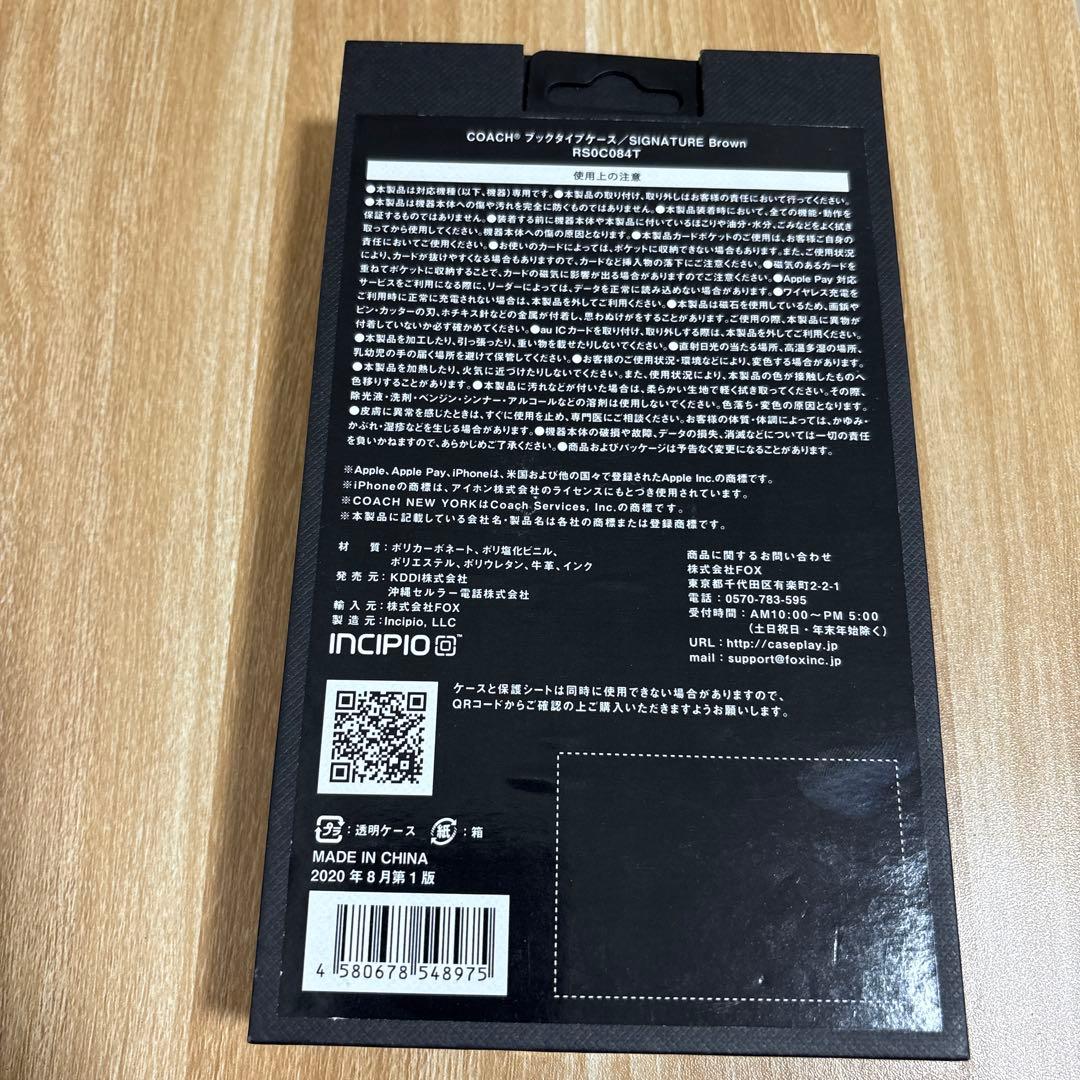 COACH® ブックタイプケース／SIGNATURE Brown
RS0C084T
使用上の注意
●本製品は対応機種（以下、機器）専用です。●本製品の取り付け、取り外しはお客様の責任において行ってください。
●本製品は機器本体への傷や汚れを完全に防ぐものではありません。●本製品装着時において、全ての機能・動作を
保証するものではありません。●装着する前に機器本体や本製品に付いているほこりや油分・水分、ごみなどをよく拭き
取ってから使用してください。機器本体への傷の原因となります。●本製品カードポケットのご使用は、お客様ご自身の
責任においてご使用ください。●お使いのカードによっては、ポケットに収納できない場合もあります。また、ご使用状況
により、カードが抜けやすくなる場合もありますので、カードなど挿入物の落下にご注意ください。●磁気のあるカードを
重ねてポケットに収納することで、カードの磁気に影響が出る場合がありますのでご注意ください。●Apple Pay 対応
サービスをご利用になる際に、リーダーによっては、データを正常に読み込めない場合があります。●ワイヤレス充電を
ご利用時に正常に充電されない場合は、本製品を外してご利用ください。●本製品は磁石を使用しているため、画鋲や
ピン・カッターの刃、ホチキス針などの金属が付着し、思わぬけがをすることがあります。ご使用の際、本製品に異物が
付着していないか必ず確かめてください。●au ICカードを取り付け、取り外しする際は、本製品を外してご利用ください。
●本製品を加工したり、引っ張ったり、重い物を載せたりしないでください。●直射日光の当たる場所、高温多湿の場所、
乳幼児の手の届く場所を避けて保管してください。●お客様のご使用状況・環境などにより、変色する場合があります。
●本製品を加熱したり、火気に近づけたりしないでください。また、使用状況により、本製品の色が接触したものへ
色移りすることがあります。●本製品に汚れなどが付いた場合は、柔らかい生地で軽く拭き取ってください。その際、
除光液・洗剤・ベンジン・シンナー・アルコールなどの溶剤は使用しないでください。色落ち・変色の原因となります。
●皮膚に異常を感じたときは、すぐに使用を止め、専門医にご相談ください。お客様の体質・体調によっては、かゆみ・
かぶれ・湿疹などを生じる場合があります。●機器本体の破損や故障、データの損失、消滅などについては一切の責任
を負いかねますので、あらかじめご了承ください。●商品およびパッケージは予告なく変更になることがあります。
※Apple、Apple Pay、iPhoneは、米国および他の国々で登録されたApple Inc.の商標です。
※iPhoneの商標は、アイホン株式会社のライセンスにもとづき使用されています。
※COACH NEW YORKはCoach Services, Inc.の商標です。
※本製品に記載している会社名・製品名は各社の商標または登録商標です。
材　質：ポリカーボネート、ポリ塩化ビニル、
ポリエステル、ポリウレタン、牛革、インク
発 売 元：KDDI株式会社
沖縄セルラー電話株式会社
輸 入 元：株式会社FOX
製 造 元：Incipio, LLC
INCIPIO™
商品に関するお問い合わせ
株式会社FOX
東京都千代田区有楽町2-2-1
電話：0570-783-595
受付時間：AM10:00～PM 5:00
（土日祝日・年末年始除く）
URL：http://caseplay.jp
mail：support@foxinc.jp
ケースと保護シートは同時に使用できない場合がありますので、
QRコードからご確認の上ご購入いただきますようお願いします。
プラ：透明ケース 紙：箱
MADE IN CHINA
2020年8月第1版
4 580678 548975